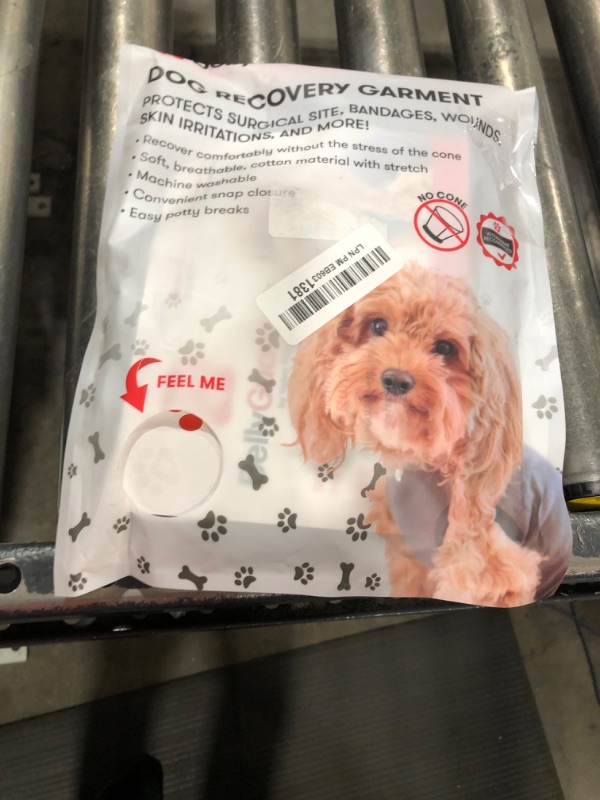 DOG RECOVERY GARMENT
PROTECTS SURGICAL SITE, BANDAGES, WOUNDS,
SKIN IRRITATIONS, AND MORE!
• Recover comfortably without the stress of the cone
• Soft, breathable, cotton material with stretch
• Machine washable
• Convenient snap closure
• Easy potty breaks
NO CONE
LPN PM EB603 1381
FEEL ME